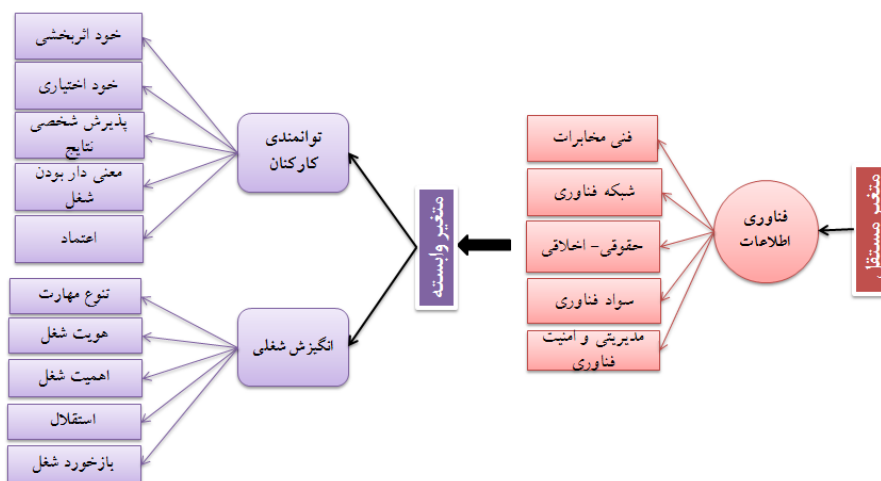 متغیر مستقل
فناوری
اطلاعات
فنی مخابرات
شبکه فناوری
حقوقی- اخلاقی
سواد فناوری
مدیریتی و امنیت
فناوری
متغیر وابسته
توانمندی
کارکنان
خود اثربخشی
خود اختیاری
پذیرش شخصی
نتایج
معنی دار بودن
شغل
اعتماد
انگیزش شغلی
تنوع مهارت
هویت شغل
اهمیت شغل
استقلال
بازخورد شغل